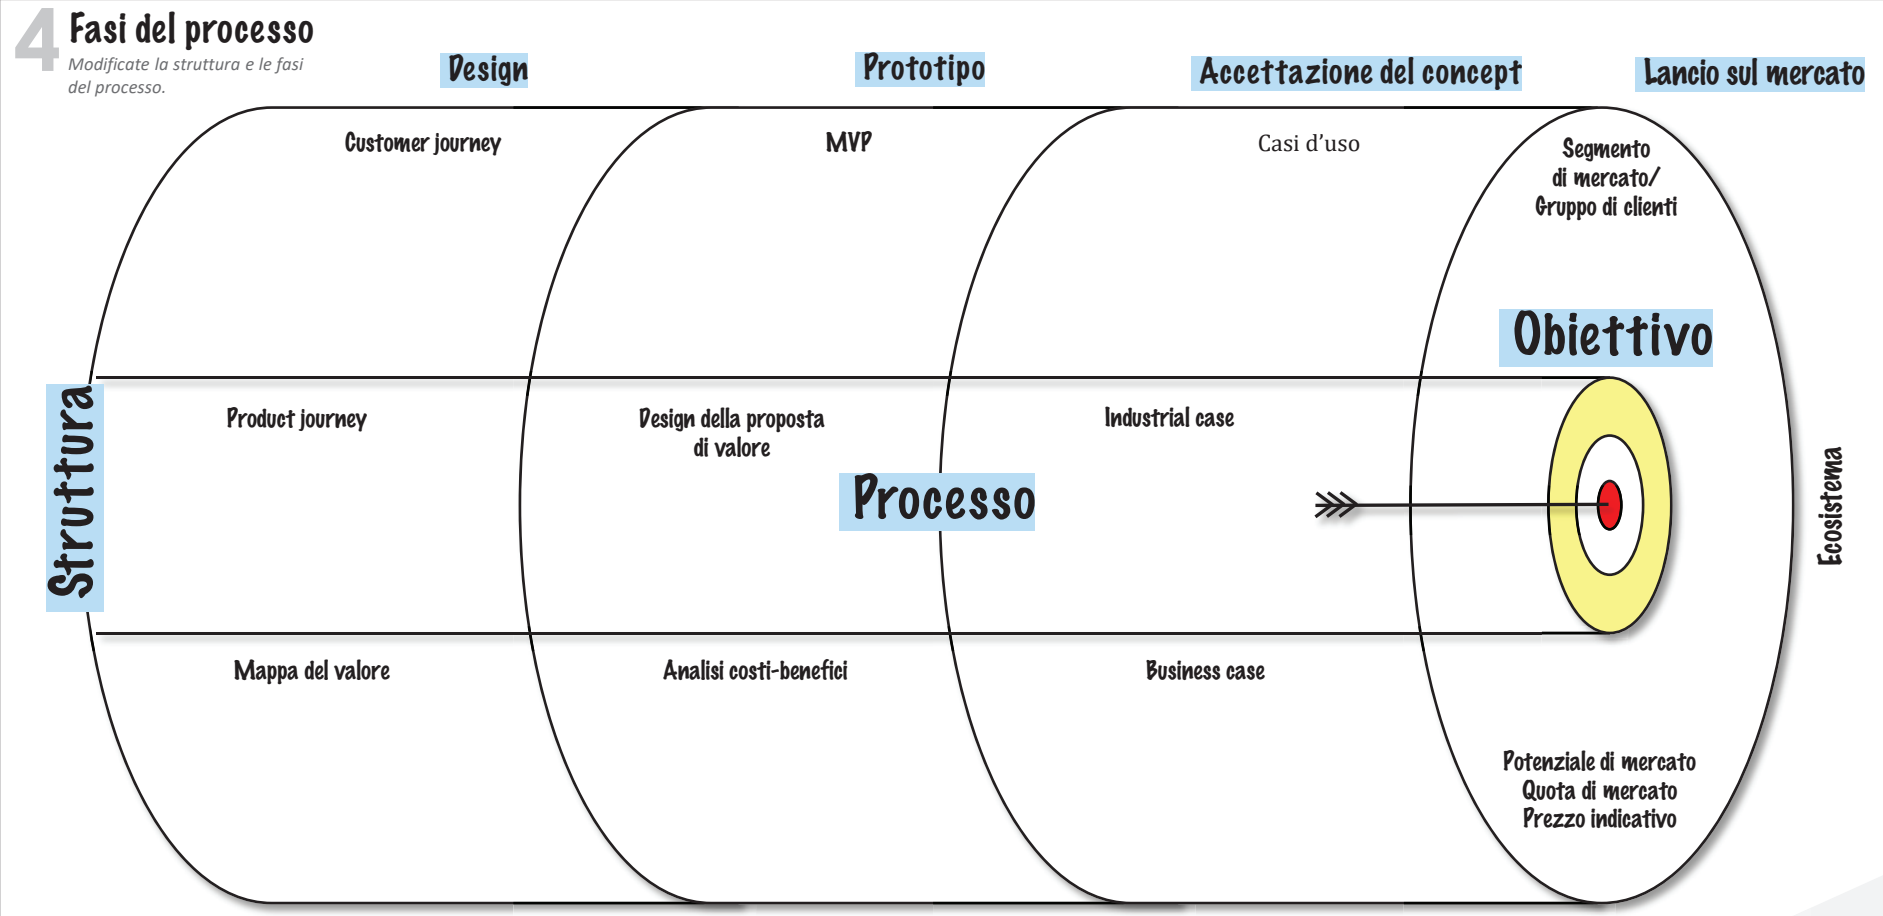 4
Fasi del processo
Modificate la struttura e le fasi
del processo.
Design
Prototipo
Accettazione del concept
Lancio sul mercato
Customer journey
MVP
Casi d'uso
Segmento
di mercato/
Gruppo di clienti
Obiettivo
Struttura
Product journey
Design della proposta
di valore
Industrial case
Processo
Ecosistema
Mappa del valore
Analisi costi-benefici
Business case
Potenziale di mercato
Quota di mercato
Prezzo indicativo